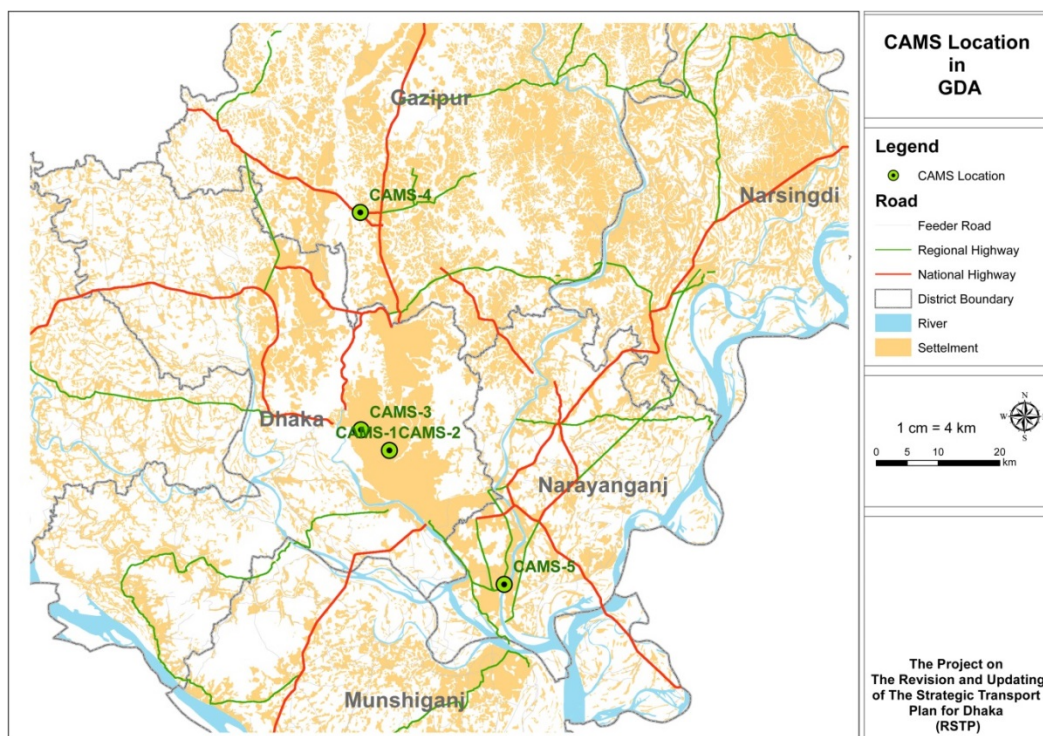 CAMS Location
in
GDA
Legend
CAMS Location
Road
Feeder Road
Regional Highway
National Highway
District Boundary
River
Settelment
N
W E
S
1 cm = 4 km
0 5 10 20
km
The Project on
The Revision and Updating
of The Strategic Transport
Plan for Dhaka
(RSTP)
Gazipur
CAMS-4
Narsingdi
CAMS-3
Dhaka
CAMS-1CAMS-2
Narayanganj
CAMS-5
Munshiganj